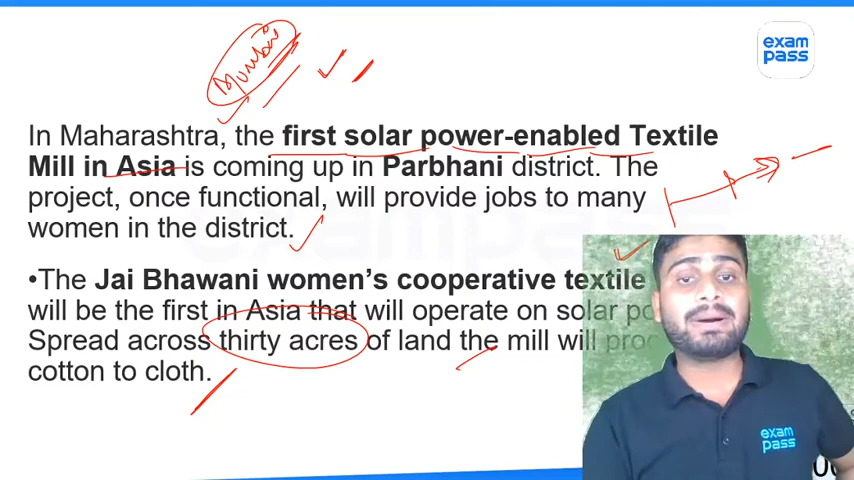 exam
pass
Mumbai
In Maharashtra, the first solar power-enabled Textile
Mill in Asia is coming up in Parbhani district. The
project, once functional, will provide jobs to many
women in the district.
•The Jai Bhawani women's cooperative textile
will be the first in Asia that will operate on solar po
Spread across thirty acres of land the mill will pro
cotton to cloth.
exam
pass